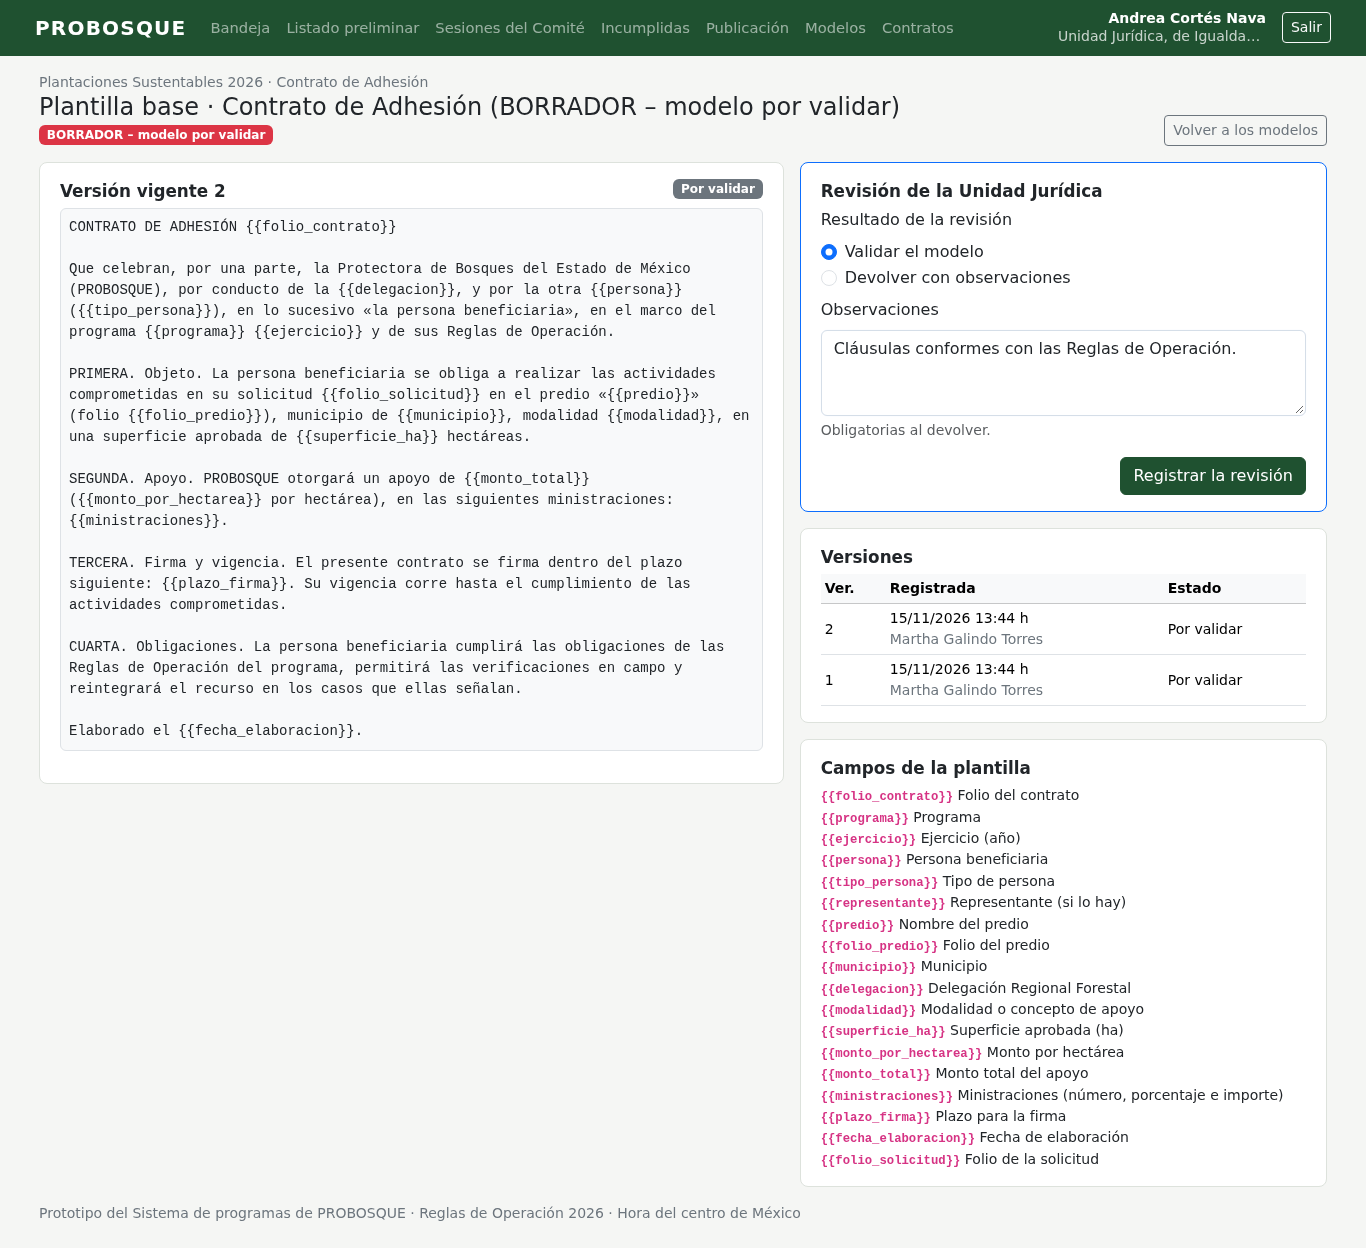 PROBOSQUE
Bandeja
Listado preliminar
Sesiones del Comité
Incumplidas
Publicación
Modelos
Contratos
Andrea Cortés Nava
Unidad Jurídica, de Igualda…
Salir
Plantaciones Sustentables 2026 · Contrato de Adhesión
Plantilla base · Contrato de Adhesión (BORRADOR – modelo por validar)
BORRADOR – modelo por validar
Volver a los modelos
Versión vigente 2
Por validar
CONTRATO DE ADHESIÓN {{folio_contrato}}
Que celebran, por una parte, la Protectora de Bosques del Estado de México
(PROBOSQUE), por conducto de la {{delegacion}}, y por la otra {{persona}}
({{tipo_persona}}), en lo sucesivo «la persona beneficiaria», en el marco del
programa {{programa}} {{ejercicio}} y de sus Reglas de Operación.
PRIMERA. Objeto. La persona beneficiaria se obliga a realizar las actividades
comprometidas en su solicitud {{folio_solicitud}} en el predio «{{predio}}»
(folio {{folio_predio}}), municipio de {{municipio}}, modalidad {{modalidad}}, en
una superficie aprobada de {{superficie_ha}} hectáreas.
SEGUNDA. Apoyo. PROBOSQUE otorgará un apoyo de {{monto_total}}
({{monto_por_hectarea}} por hectárea), en las siguientes ministraciones:
{{ministraciones}}.
TERCERA. Firma y vigencia. El presente contrato se firma dentro del plazo
siguiente: {{plazo_firma}}. Su vigencia corre hasta el cumplimiento de las
actividades comprometidas.
CUARTA. Obligaciones. La persona beneficiaria cumplirá las obligaciones de las
Reglas de Operación del programa, permitirá las verificaciones en campo y
reintegrará el recurso en los casos que ellas señalan.
Elaborado el {{fecha_elaboracion}}.
Revisión de la Unidad Jurídica
Resultado de la revisión
Validar el modelo
Devolver con observaciones
Observaciones
Cláusulas conformes con las Reglas de Operación.
Obligatorias al devolver.
Registrar la revisión
Versiones
Ver. Registrada Estado
2 15/11/2026 13:44 h Por validar
Martha Galindo Torres
1 15/11/2026 13:44 h Por validar
Martha Galindo Torres
Campos de la plantilla
{{folio_contrato}} Folio del contrato
{{programa}} Programa
{{ejercicio}} Ejercicio (año)
{{persona}} Persona beneficiaria
{{tipo_persona}} Tipo de persona
{{representante}} Representante (si lo hay)
{{predio}} Nombre del predio
{{folio_predio}} Folio del predio
{{municipio}} Municipio
{{delegacion}} Delegación Regional Forestal
{{modalidad}} Modalidad o concepto de apoyo
{{superficie_ha}} Superficie aprobada (ha)
{{monto_por_hectarea}} Monto por hectárea
{{monto_total}} Monto total del apoyo
{{ministraciones}} Ministraciones (número, porcentaje e importe)
{{plazo_firma}} Plazo para la firma
{{fecha_elaboracion}} Fecha de elaboración
{{folio_solicitud}} Folio de la solicitud
Prototipo del Sistema de programas de PROBOSQUE · Reglas de Operación 2026 · Hora del centro de México